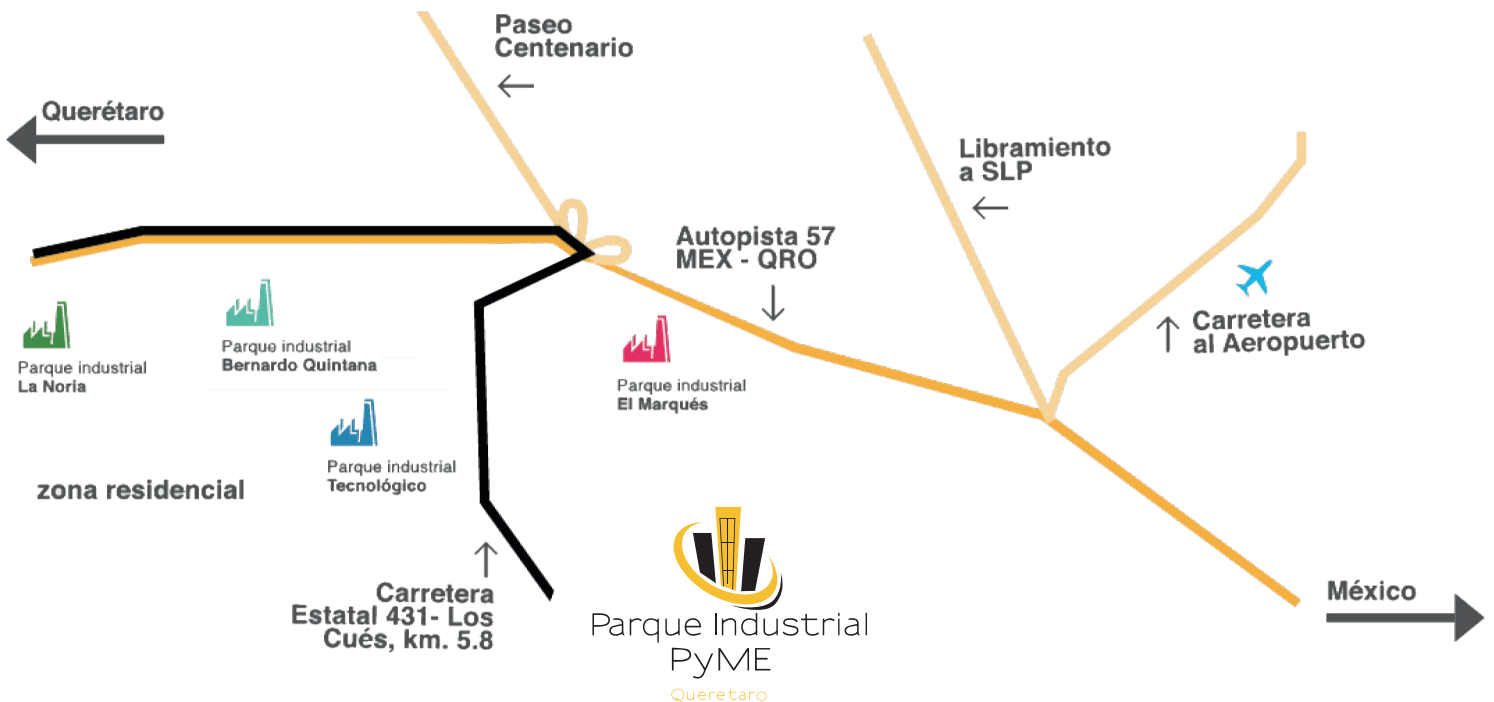 Paseo
Centenario
Querétaro
Libramiento
a SLP
Autopista 57
MEX - QRO
Carretera
al Aeropuerto
Parque industrial
La Noria
Parque industrial
Bernardo Quintana
Parque industrial
El Marqués
Parque industrial
Tecnológico
zona residencial
Carretera
Estatal 431- Los
Cués, km. 5.8
Parque Industrial
PyME
Queretaro
México